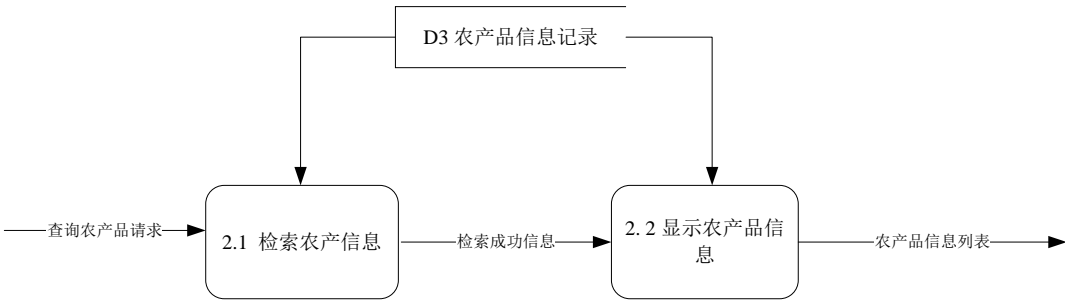 D3 农产品信息记录
查询农产品请求
2.1 检索农产信息
检索成功信息
2. 2 显示农产品信
息
农产品信息列表